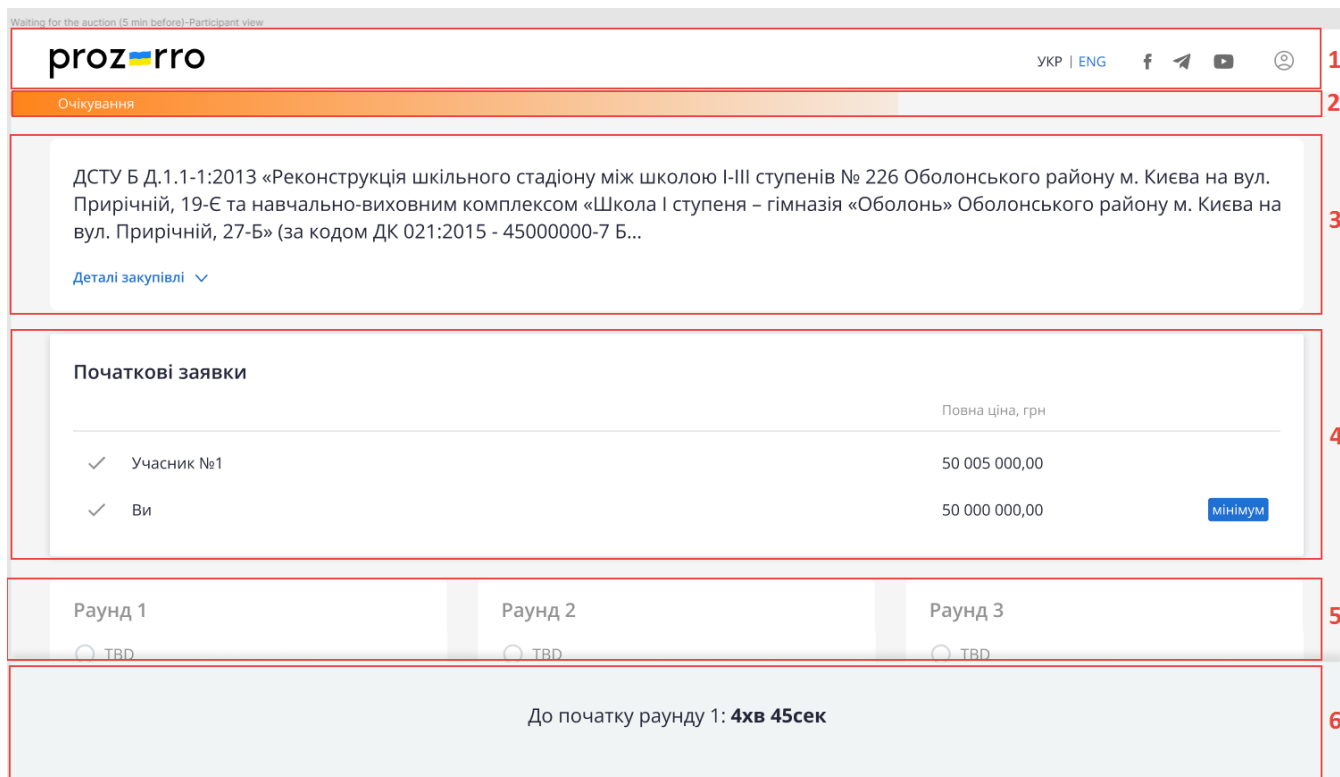 Waiting for the auction (5 min before)-Participant view
prozorro
УКР | ENG
1
Очікування
2
ДСТУ Б Д.1.1-1:2013 «Реконструкція шкільного стадіону між школою І-ІІІ ступенів № 226 Оболонського району м. Києва на вул.
Прирічній, 19-Є та навчально-виховним комплексом «Школа І ступеня – гімназія «Оболонь» Оболонського району м. Києва на
вул. Прирічній, 27-Б» (за кодом ДК 021:2015 - 45000000-7 Б...
3
Деталі закупівлі
Початкові заявки
Повна ціна, грн
4
Учасник №1 50 005 000,00
Ви 50 000 000,00 мінімум
Раунд 1 Раунд 2 Раунд 3
5
TBD TBD TBD
До початку раунду 1: 4хв 45сек
6